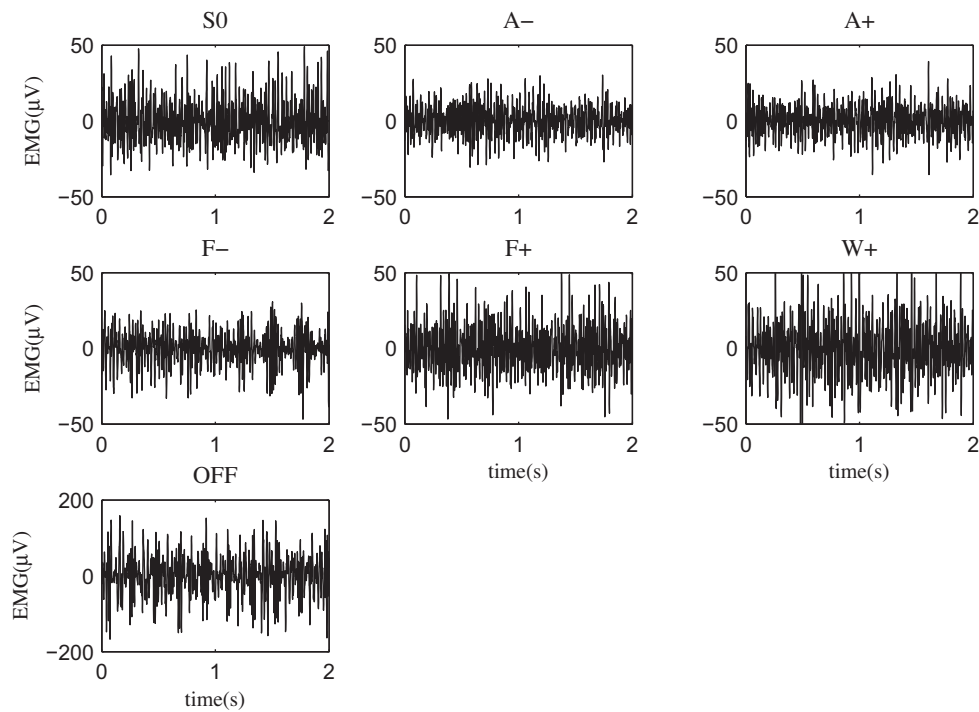 S0 A− A+
50 50 50
EMG(μV) 0 0 0
−50 −50 −50
0 1 2 0 1 2 0 1 2
F− F+ W+
50 50 50
EMG(μV) 0 0 0
−50 −50 −50
0 1 2 0 1 2 0 1 2
time(s) time(s)
OFF
200
EMG(μV) 0
−200
0 1 2
time(s)